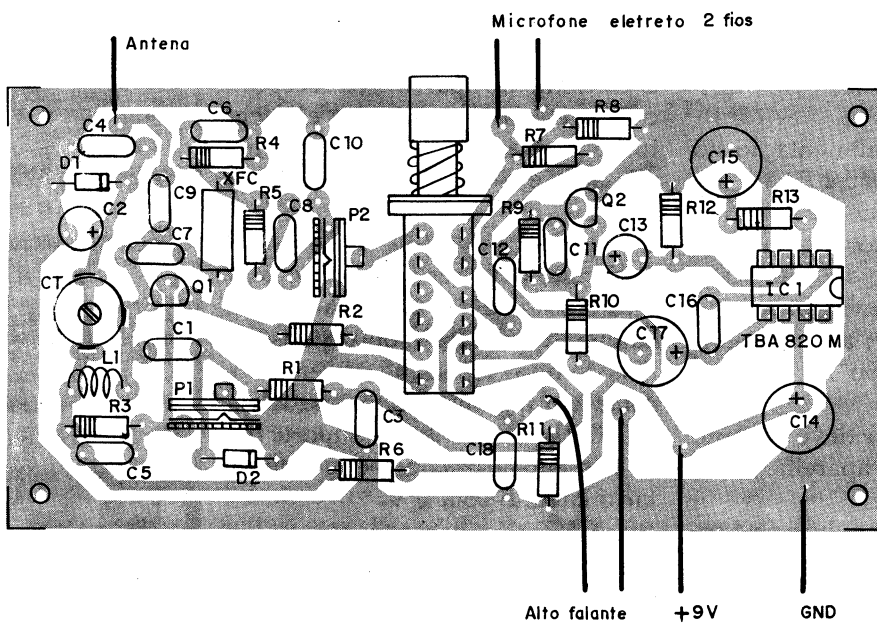 Antena
Microfone eletreto 2 fios
C4
C6
R4
C10
R7
R8
D1
XFC
C15
C9
R5
C8
P2
C2
R9
Q2
R12
R13
C7
C13
C12
C11
CT
Q1
IC1
R2
R10
C16
C17
TBA 820 M
C1
L1
P1
R1
R3
C3
C14
R11
C18
C5
D2
R6
Alto falante
+9V
GND
+
+
+
+
+